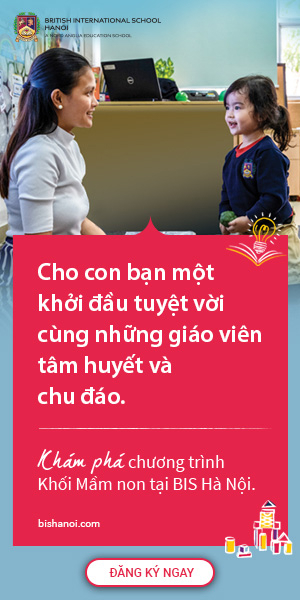 BRITISH INTERNATIONAL SCHOOL
HANOI
A NORD ANGLIA EDUCATION SCHOOL
Cho con bạn một
khởi đầu tuyệt vời
cùng những giáo viên
tâm huyết và
chu đáo.
Khám phá chương trình
Khối Mầm non tại BIS Hà Nội.
bishanoi.com
ĐĂNG KÝ NGAY